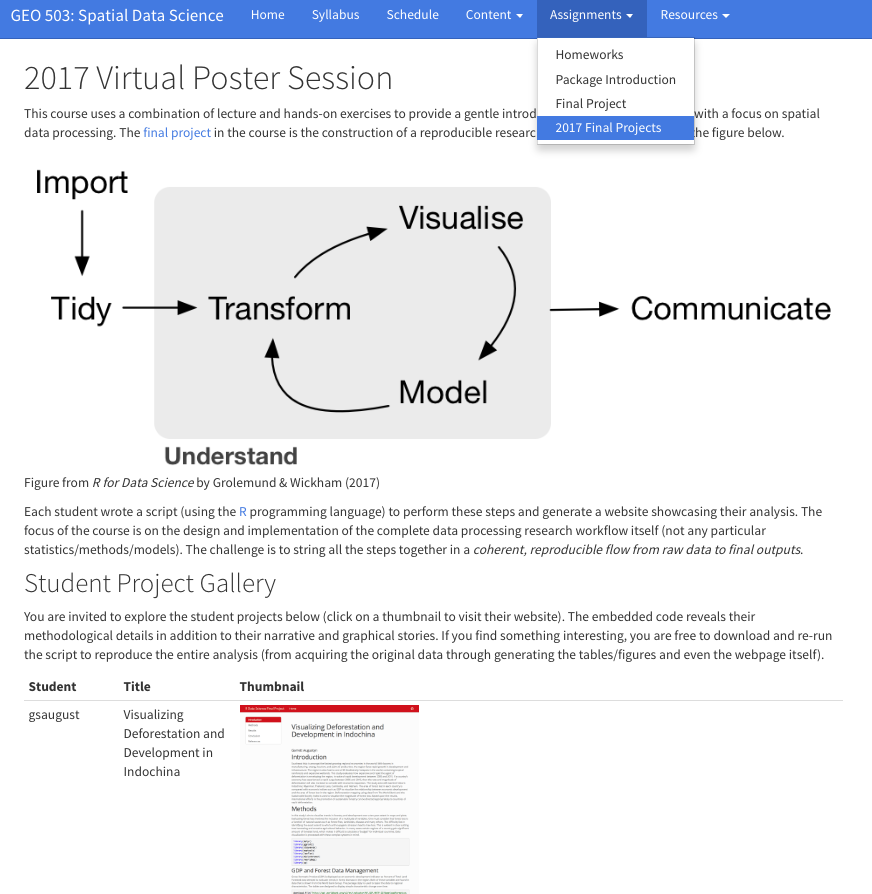 GEO 503: Spatial Data Science Home Syllabus Schedule Content Assignments Resources
Homeworks
Package Introduction
Final Project
2017 Final Projects
2017 Virtual Poster Session
This course uses a combination of lecture and hands-on exercises to provide a gentle with a focus on spatial
data processing. The final project in the course is the construction of a reproducible the figure below.
Import
Visualise
Tidy Transform Communicate
Model
Understand
Figure from R for Data Science by Grolemund & Wickham (2017)
Each student wrote a script (using the R programming language) to perform these steps and generate a website showcasing their analysis. The
focus of the course is on the design and implementation of the complete data processing research workflow itself (not any particular
statistics/methods/models). The challenge is to string all the steps together in a coherent, reproducible flow from raw data to final outputs.
Student Project Gallery
You are invited to explore the student projects below (click on a thumbnail to visit their website). The embedded code reveals their
methodological details in addition to their narrative and graphical stories. If you find something interesting, you are free to download and re-run
the script to reproduce the entire analysis (from acquiring the original data through generating the tables/figures and even the webpage itself).
Student Title Thumbnail
gsaugust
Visualizing
Deforestation and
Development in
Indochina
Visualizing Deforestation and
Development in Indochina
Introduction
Methods
GDP and Forest Data Management